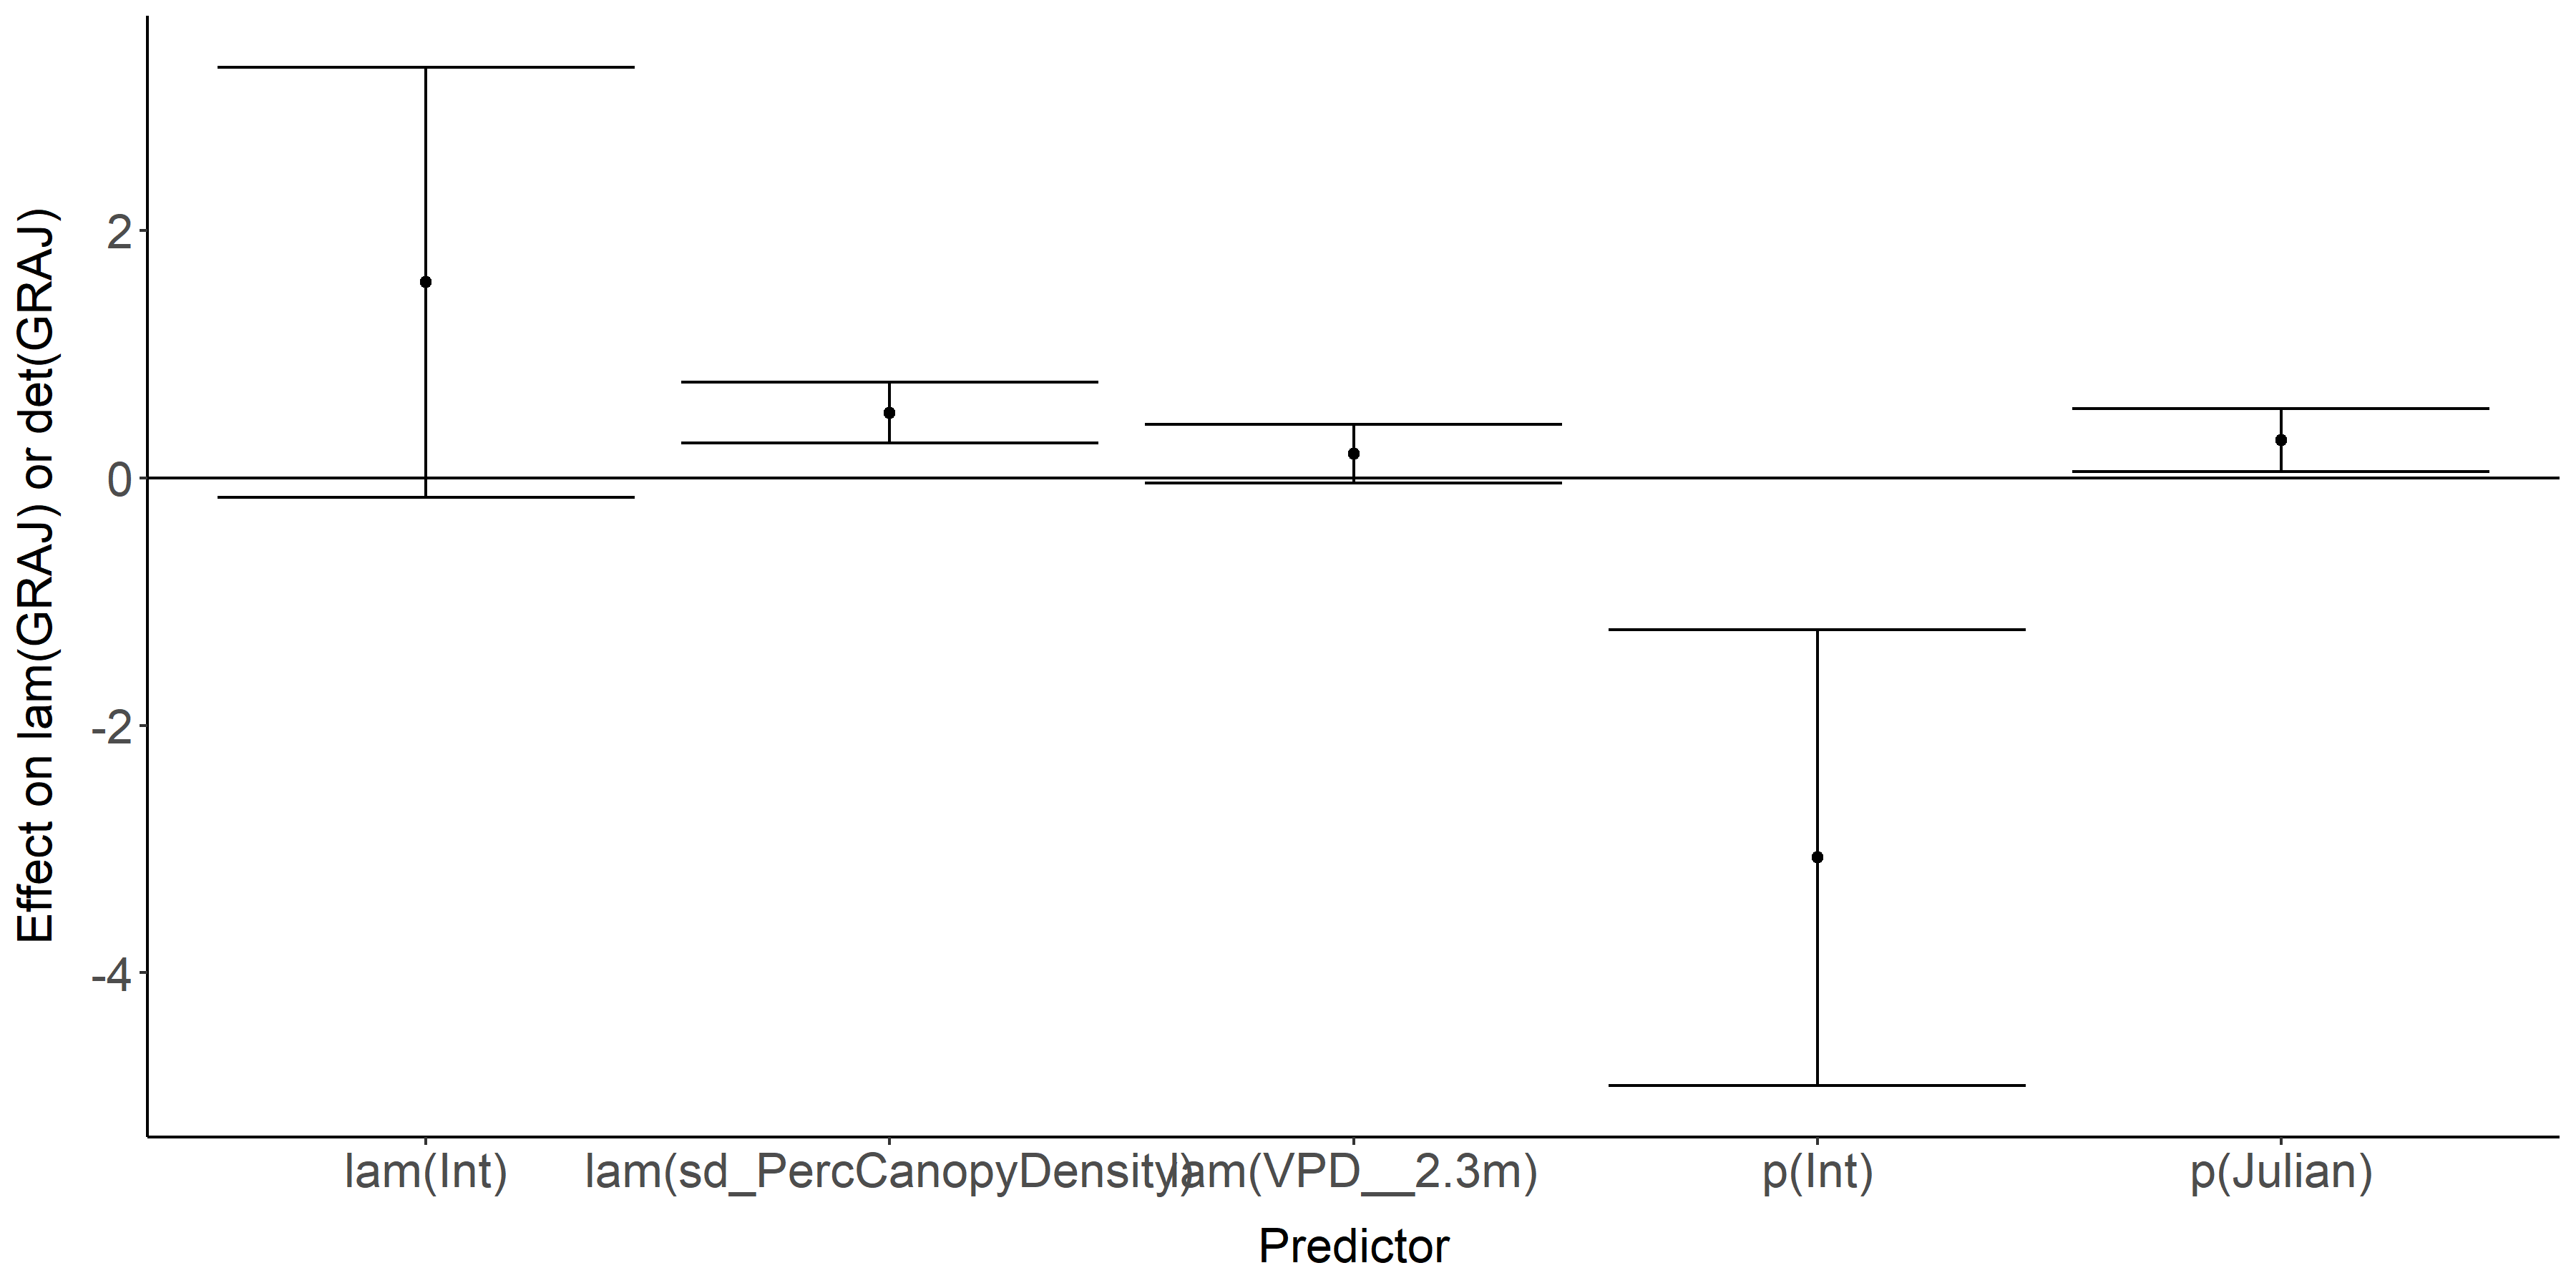 Effect on lam(GRAJ) or det(GRAJ)
2
0
-2
-4
lam(Int) lam(sd_PercCanopyDensity) lam(VPD__2.3m) p(Int) p(Julian)
Predictor